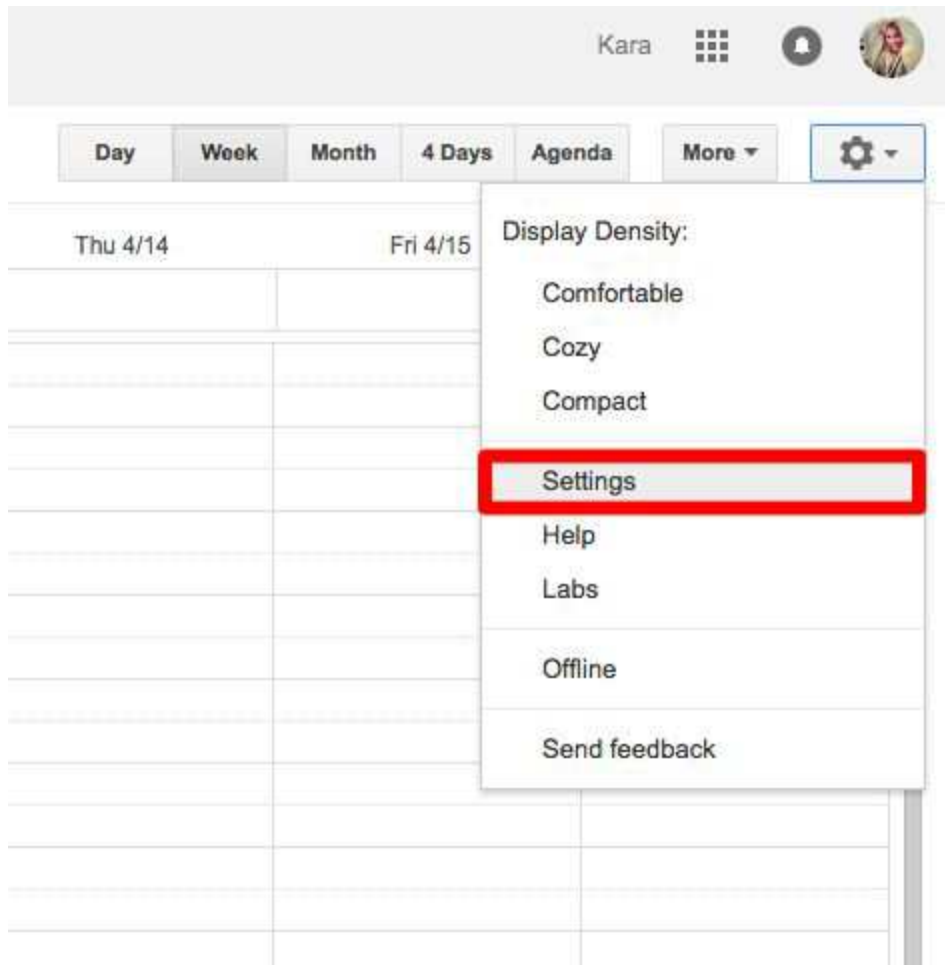 Kara
Day Week Month 4 Days Agenda More
Thu 4/14 Fri 4/15
Display Density:
Comfortable
Cozy
Compact
Settings
Help
Labs
Offline
Send feedback